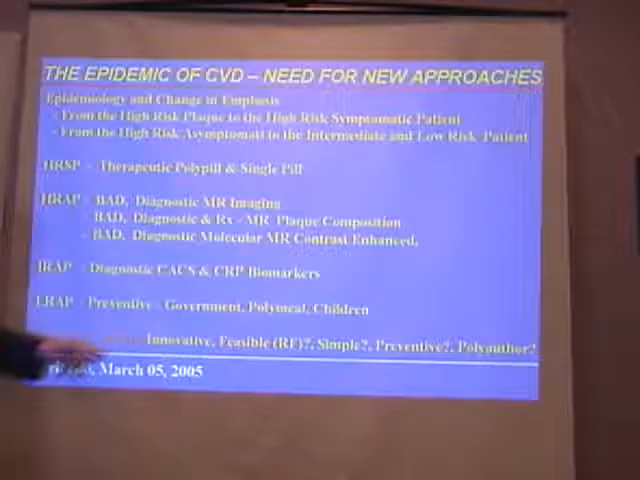 THE EPIDEMIC OF CVD – NEED FOR NEW APPROACHES
Epidemiology and Change in Emphasis
- From the High Risk Plaque to the High Risk Symptomatic Patient
- From the High Risk Asymptomati to the Intermediate and Low Risk Patient
HRSP - Therapeutic Polypill & Single Pill
HRAP - BAD, Diagnostic MR Imaging
BAD, Diagnostic & Rx - MR Plaque Composition
- BAD, Diagnostic Molecular MR Contrast Enhanced,
IRAP - Diagnostic CACS & CRP Biomarkers
LRAP - Preventive - Government, Polymeal, Children
Innovative, Feasible (RF)?, Simple?, Preventive?, Polyauthor?
March 05, 2005